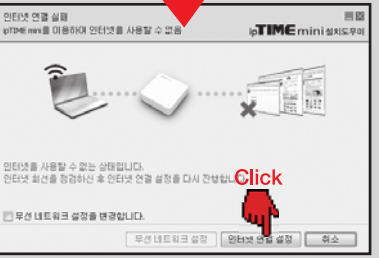 인터넷 연결 실패
ipTIME mini를 이용하여 인터넷을 사용할 수 없음
ipTIME mini 설치도우미
인터넷을 사용할 수 없는 상태입니다.
인터넷 회선을 점검하신 후 인터넷 연결 설정을 다시 진행합니다.
Click
무선 네트워크 설정을 변경합니다.
무선 네트워크 설정
인터넷 연결 설정
취소